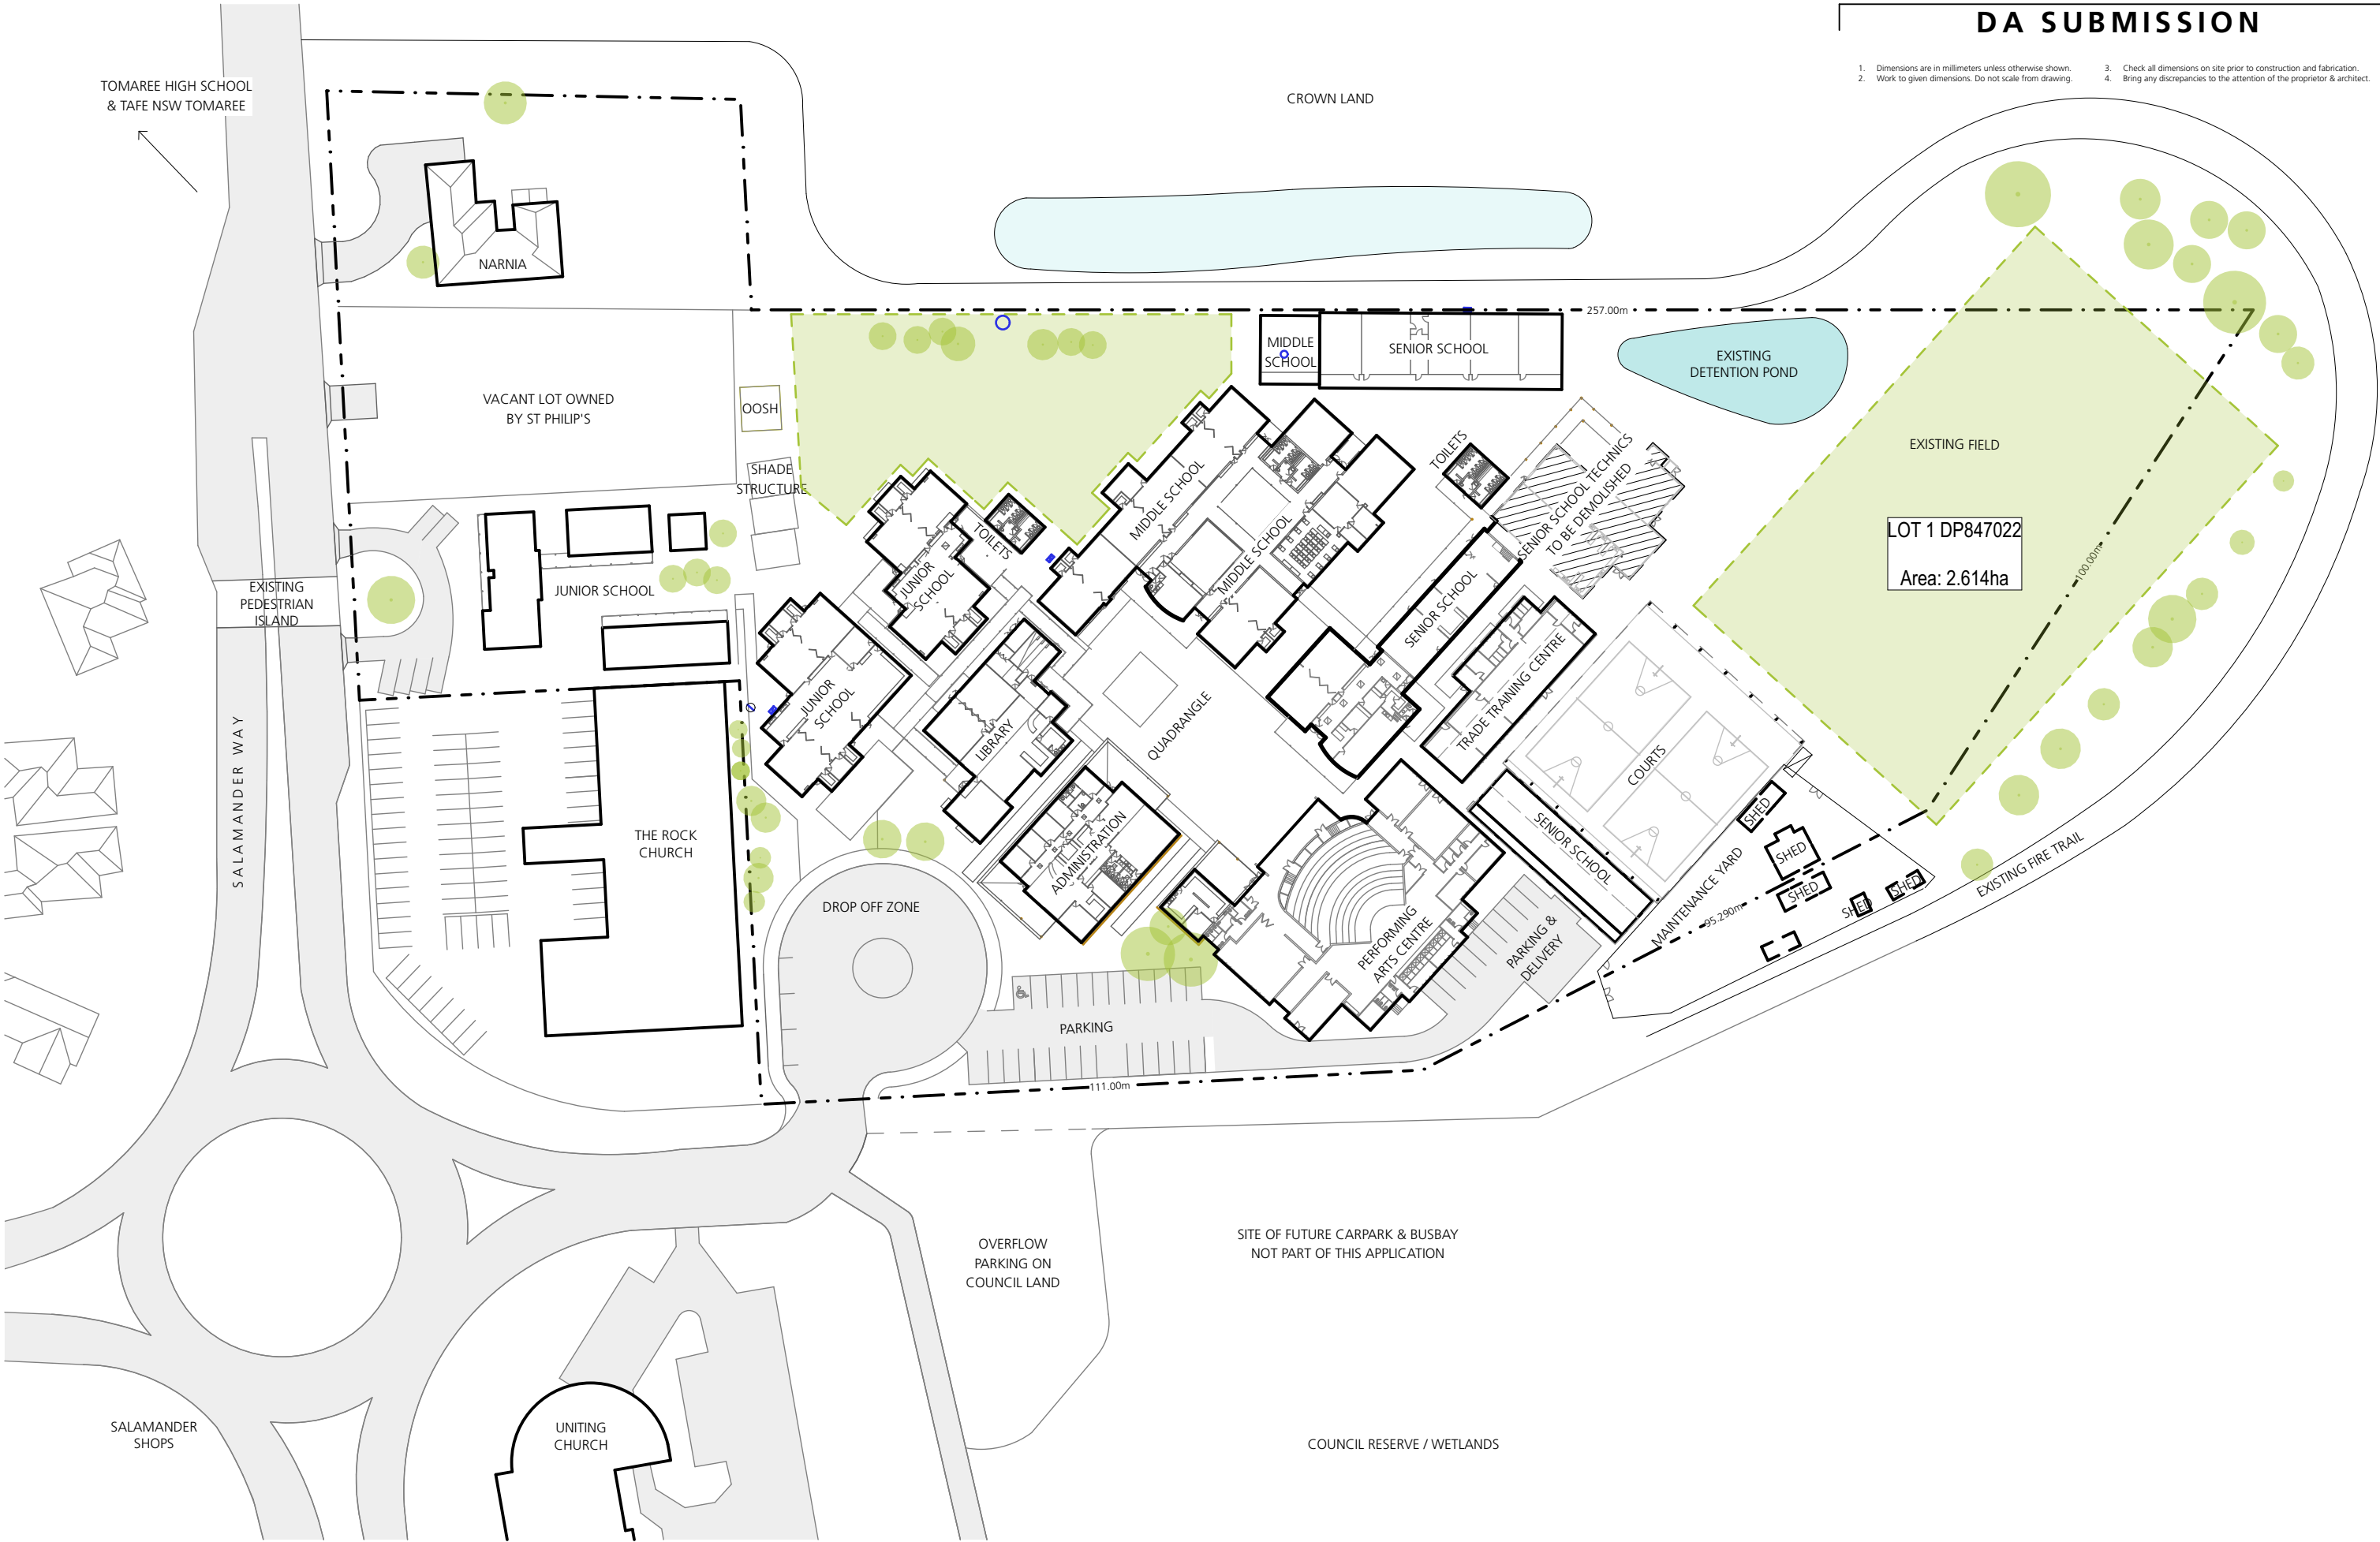 DA SUBMISSION
1. Dimensions are in millimeters unless otherwise shown.
2. Work to given dimensions. Do not scale from drawing.
3. Check all dimensions on site prior to construction and fabrication.
4. Bring any discrepancies to the attention of the proprietor & architect.
TOMAREE HIGH SCHOOL
& TAFE NSW TOMAREE
CROWN LAND
NARNIA
257.00m
MIDDLE
SCHOOL
SENIOR SCHOOL
EXISTING
DETENTION POND
VACANT LOT OWNED
BY ST PHILIP'S
OOSH
SHADE
STRUCTURE
EXISTING FIELD
LOT 1 DP847022
Area: 2.614ha
100.00m
TOILETS
SENIOR SCHOOL TECHNICS
TO BE DEMOLISHED
MIDDLE SCHOOL
MIDDLE SCHOOL
TOILETS
JUNIOR
SCHOOL
EXISTING
PEDESTRIAN
ISLAND
JUNIOR SCHOOL
SENIOR SCHOOL
TRADE TRAINING CENTRE
JUNIOR
SCHOOL
LIBRARY
QUADRANGLE
COURTS
SALAMANDER WAY
THE ROCK
CHURCH
ADMINISTRATION
SENIOR SCHOOL
SHED
SHED
SHED
SHED
SHED
MAINTENANCE YARD
EXISTING FIRE TRAIL
95.290m
DROP OFF ZONE
PERFORMING
ARTS CENTRE
PARKING &
DELIVERY
PARKING
111.00m
OVERFLOW
PARKING ON
COUNCIL LAND
SITE OF FUTURE CARPARK & BUSBAY
NOT PART OF THIS APPLICATION
SALAMANDER
SHOPS
UNITING
CHURCH
COUNCIL RESERVE / WETLANDS